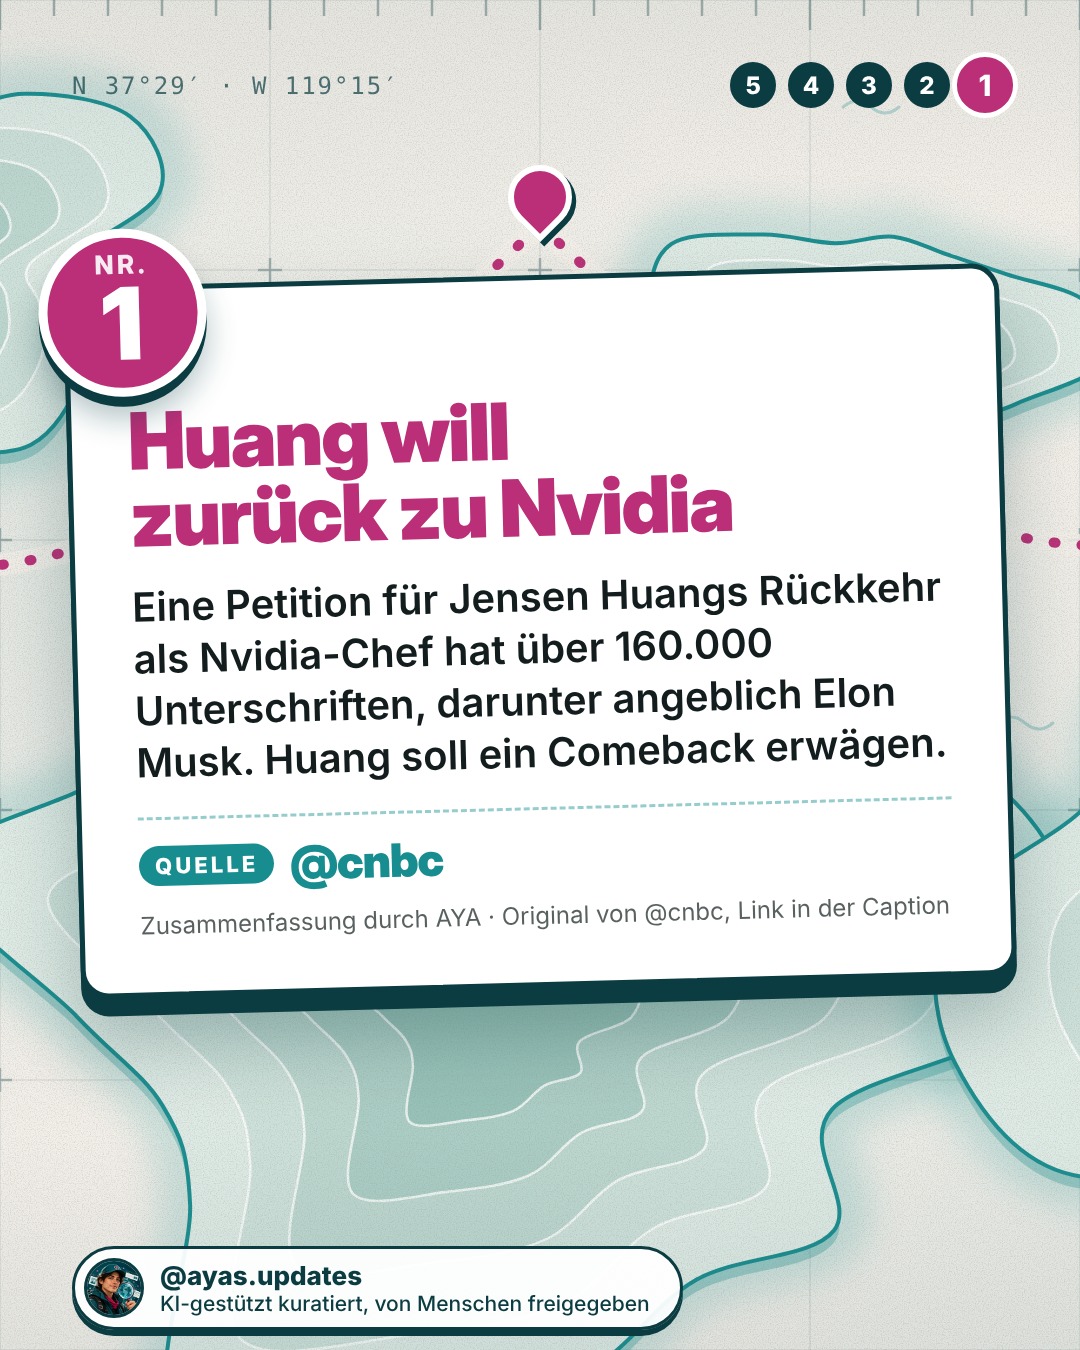 N 37°29′ · W 119°15′
5 4 3 2 1
NR.
1
Huang will
zurück zu Nvidia
Eine Petition für Jensen Huangs Rückkehr
als Nvidia-Chef hat über 160.000
Unterschriften, darunter angeblich Elon
Musk. Huang soll ein Comeback erwägen.
QUELLE @cnbc
Zusammenfassung durch AYA · Original von @cnbc, Link in der Caption
@ayas.updates
KI-gestützt kuratiert, von Menschen freigegeben